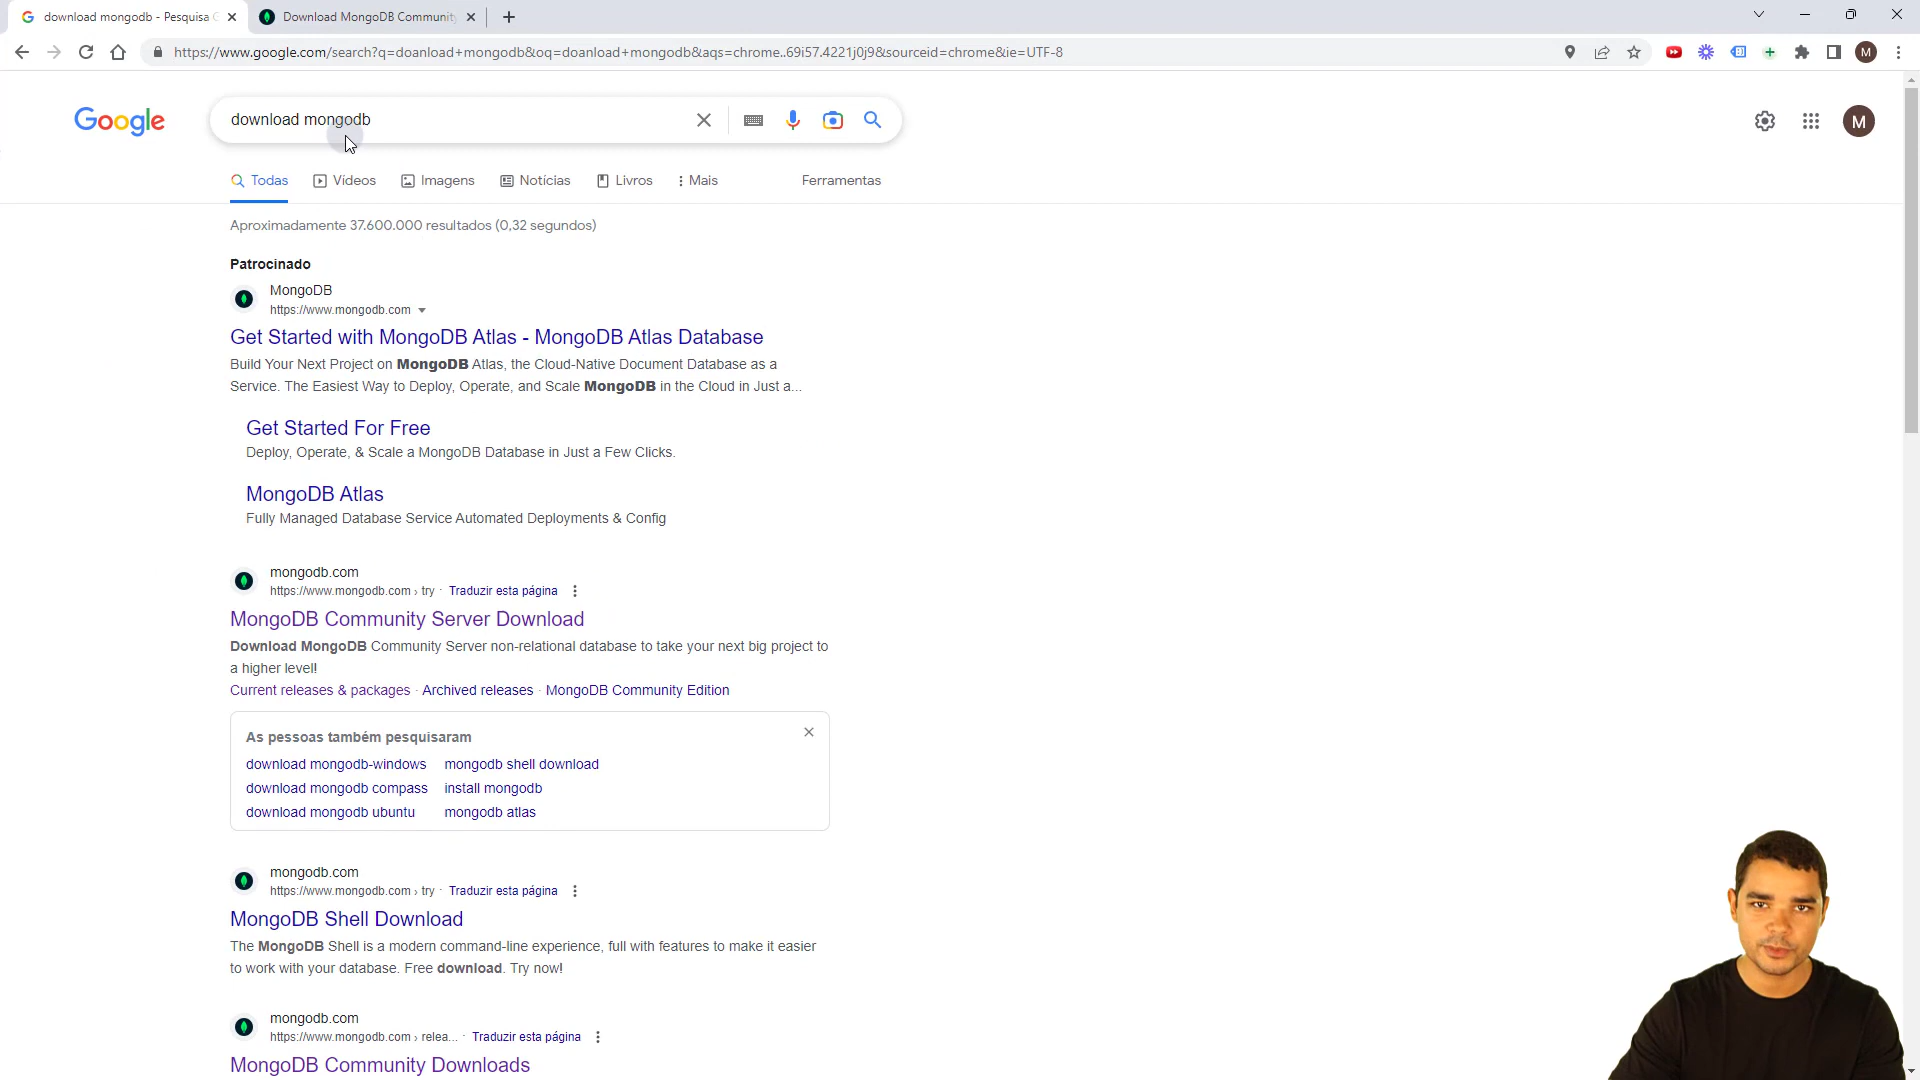 download mongodb - Pesquisa G
Download MongoDB Community
https://www.google.com/search?q=doanload+mongodb&oq=doanload+mongodb&aqs=chrome..69i57.4221j0j9&sourceid=chrome&ie=UTF-8
M
Google
download mongodb
M
Todas
Vídeos
Imagens
Notícias
Livros
Mais
Ferramentas
Aproximadamente 37.600.000 resultados (0,32 segundos)
Patrocinado
MongoDB
https://www.mongodb.com
Get Started with MongoDB Atlas - MongoDB Atlas Database
Build Your Next Project on MongoDB Atlas, the Cloud-Native Document Database as a
Service. The Easiest Way to Deploy, Operate, and Scale MongoDB in the Cloud in Just a...
Get Started For Free
Deploy, Operate, & Scale a MongoDB Database in Just a Few Clicks.
MongoDB Atlas
Fully Managed Database Service Automated Deployments & Config
mongodb.com
https://www.mongodb.com › try · Traduzir esta página
MongoDB Community Server Download
Download MongoDB Community Server non-relational database to take your next big project to
a higher level!
Current releases & packages · Archived releases · MongoDB Community Edition
As pessoas também pesquisaram
download mongodb-windows mongodb shell download
download mongodb compass install mongodb
download mongodb ubuntu mongodb atlas
mongodb.com
https://www.mongodb.com › try · Traduzir esta página
MongoDB Shell Download
The MongoDB Shell is a modern command-line experience, full with features to make it easier
to work with your database. Free download. Try now!
mongodb.com
https://www.mongodb.com › relea... · Traduzir esta página
MongoDB Community Downloads